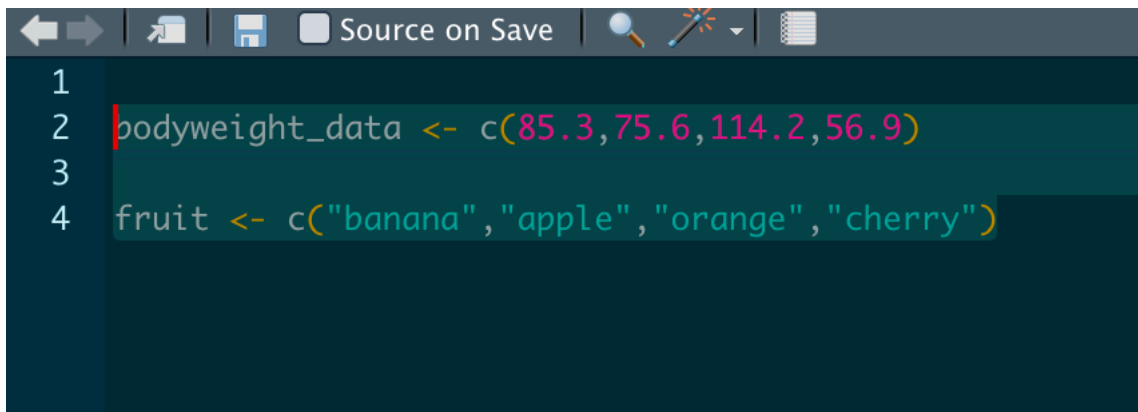 Source on Save
1
2 bodyweight_data <- c(85.3,75.6,114.2,56.9)
3
4 fruit <- c("banana","apple","orange","cherry")